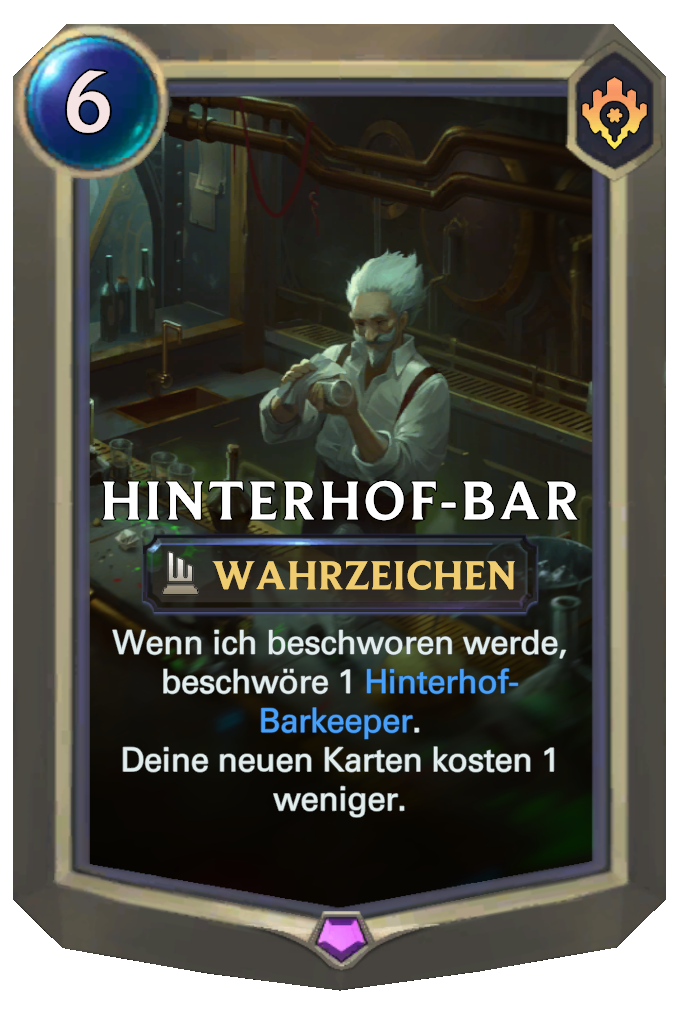 6
HINTERHOF-BAR
WAHRZEICHEN
Wenn ich beschworen werde,
beschwöre 1 Hinterhof-
Barkeeper.
Deine neuen Karten kosten 1
weniger.